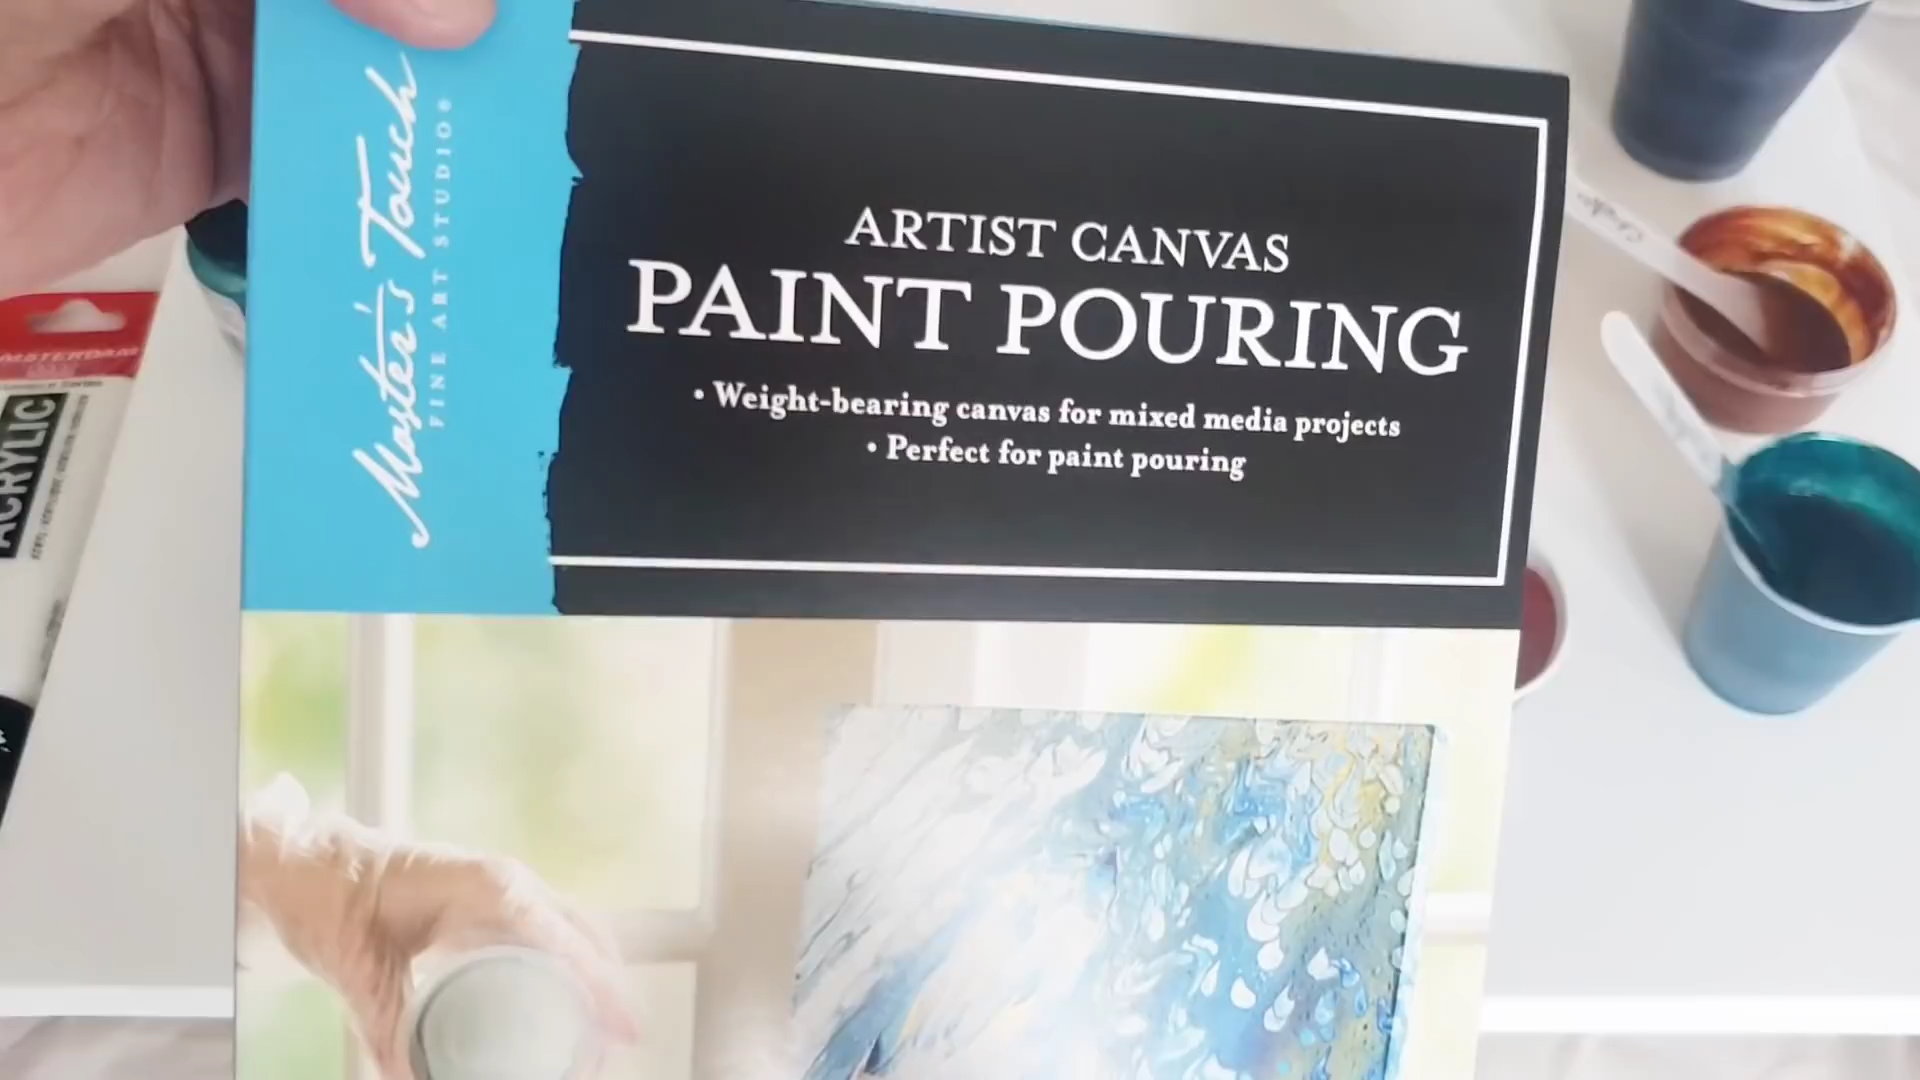 Master's Touch
FINE ART STUDIO®
ARTIST CANVAS
PAINT POURING
• Weight-bearing canvas for mixed media projects
• Perfect for paint pouring
AMSTERDAM
ACRYLIC